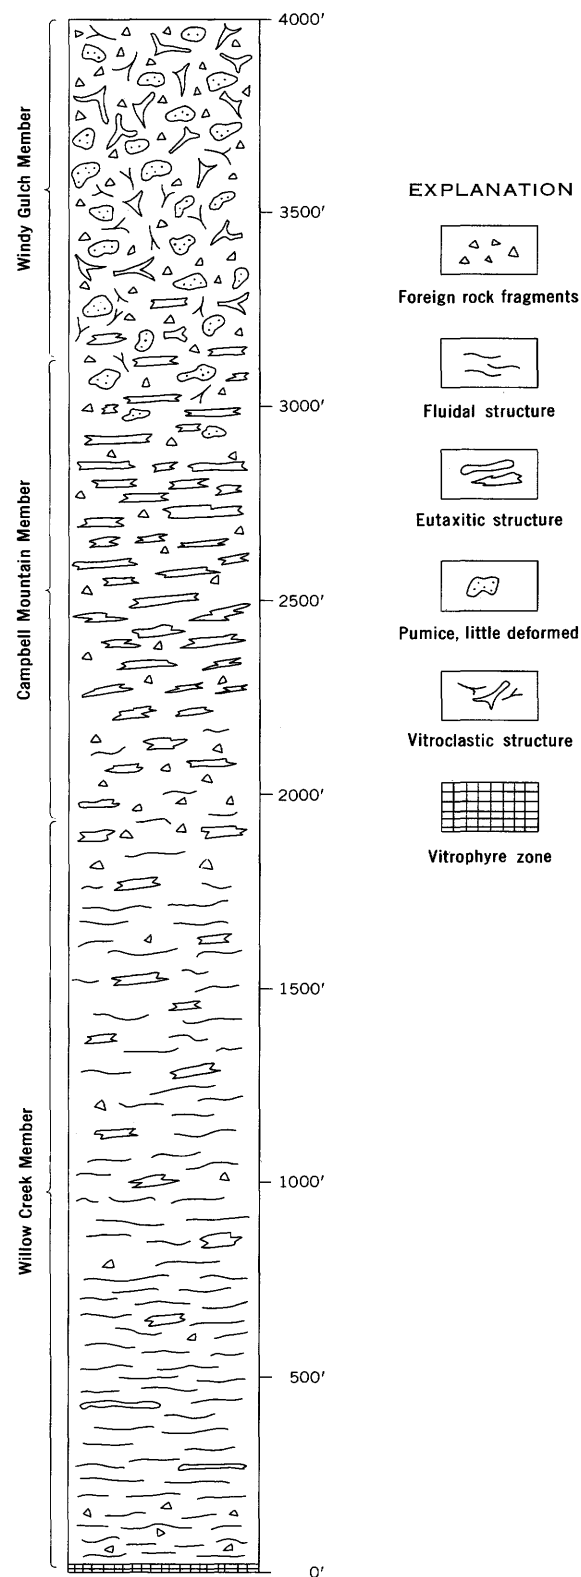 4000'
Windy Gulch Member
3500'
3000'
Campbell Mountain Member
2500'
2000'
1500'
Willow Creek Member
1000'
500'
0'
EXPLANATION
Foreign rock fragments
Fluidal structure
Eutaxitic structure
Pumice, little deformed
Vitroclastic structure
Vitrophyre zone